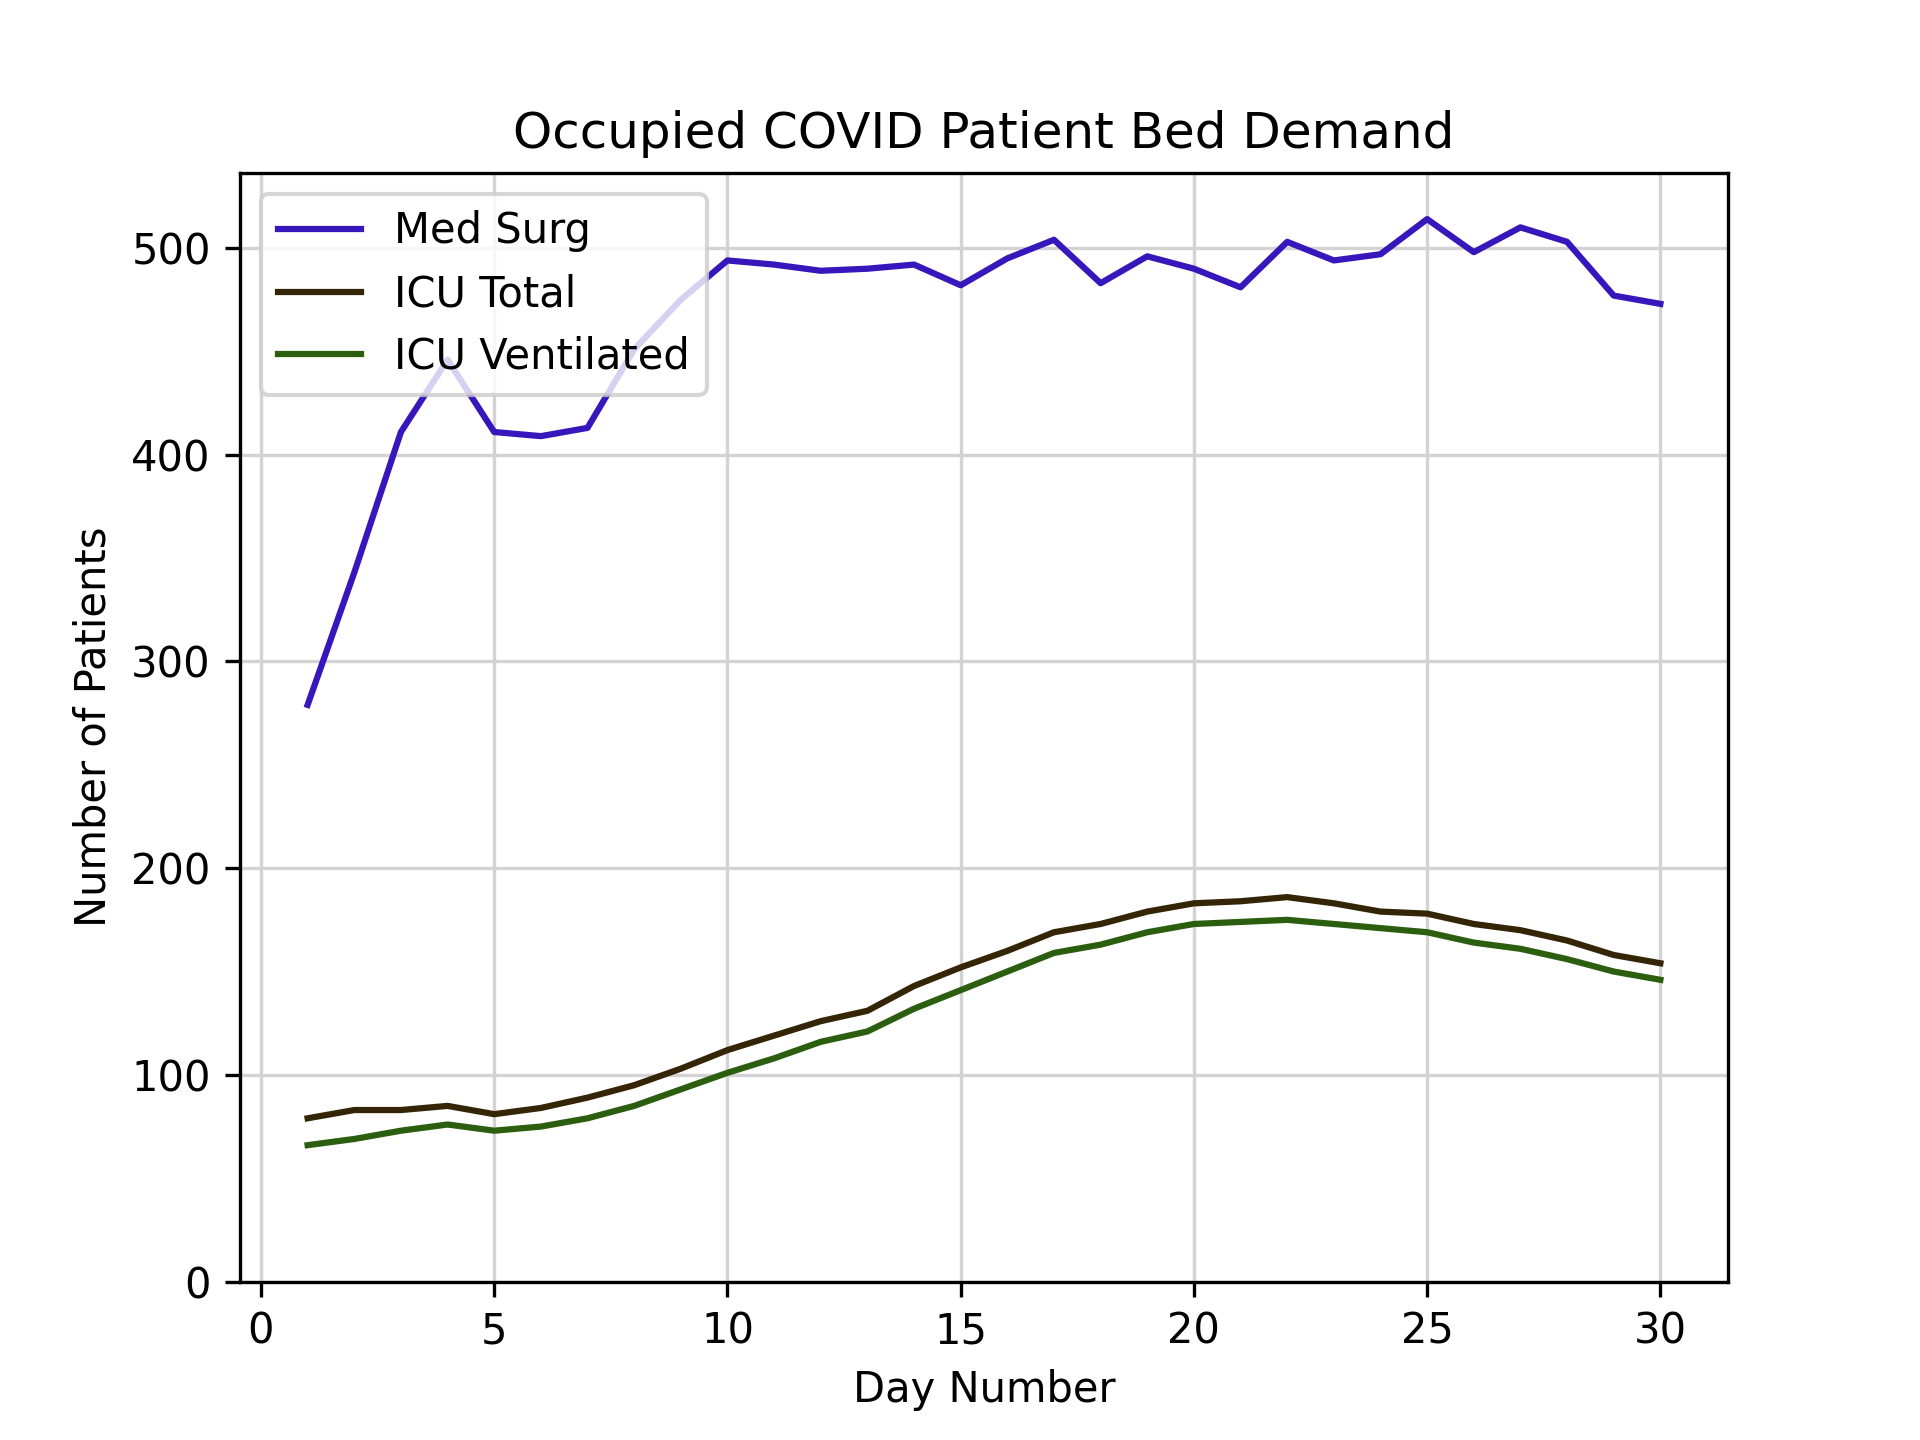 Occupied COVID Patient Bed Demand
Med Surg
ICU Total
ICU Ventilated
Number of Patients
500
400
300
200
100
0
0 5 10 15 20 25 30
Day Number